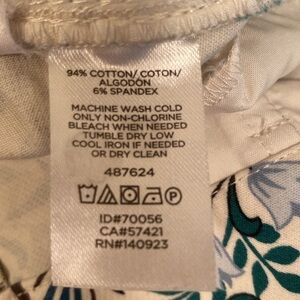 94% COTTON/ COTON/
ALGODÓN
6% SPANDEX
MACHINE WASH COLD
ONLY NON-CHLORINE
BLEACH WHEN NEEDED
TUMBLE DRY LOW
COOL IRON IF NEEDED
OR DRY CLEAN
487624
P
ID#70056
CA#57421
RN#140923